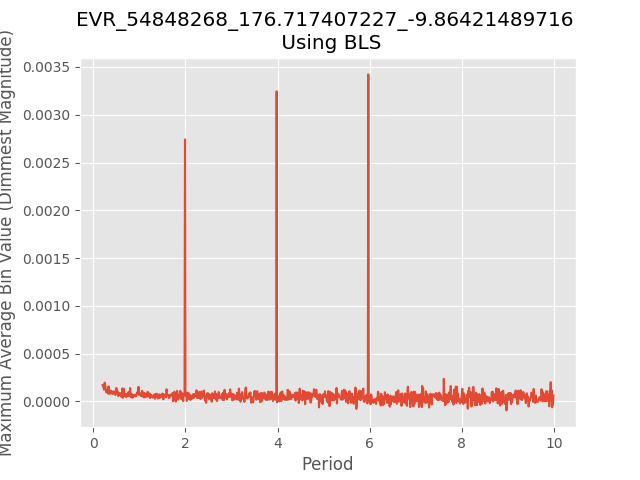 EVR_54848268_176.717407227_-9.86421489716
Using BLS
Maximum Average Bin Value (Dimmest Magnitude)
0.0035
0.0030
0.0025
0.0020
0.0015
0.0010
0.0005
0.0000
0 2 4 6 8 10
Period